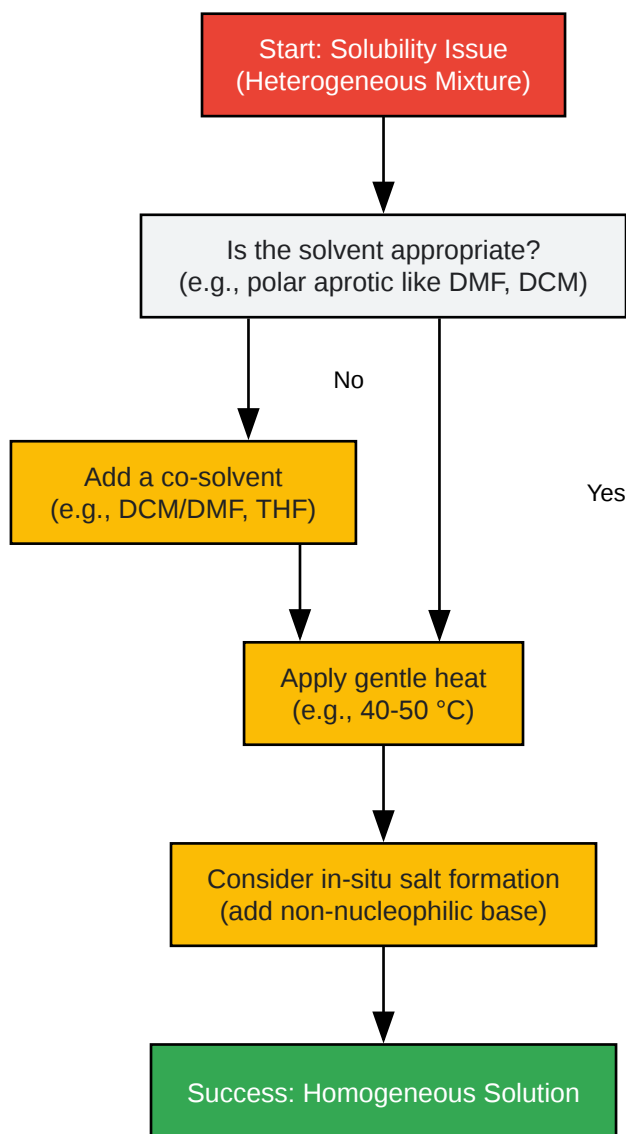 Start: Solubility Issue
(Heterogeneous Mixture)
Is the solvent appropriate?
(e.g., polar aprotic like DMF, DCM)
No
Add a co-solvent
(e.g., DCM/DMF, THF)
Yes
Apply gentle heat
(e.g., 40-50 °C)
Consider in-situ salt formation
(add non-nucleophilic base)
Success: Homogeneous Solution